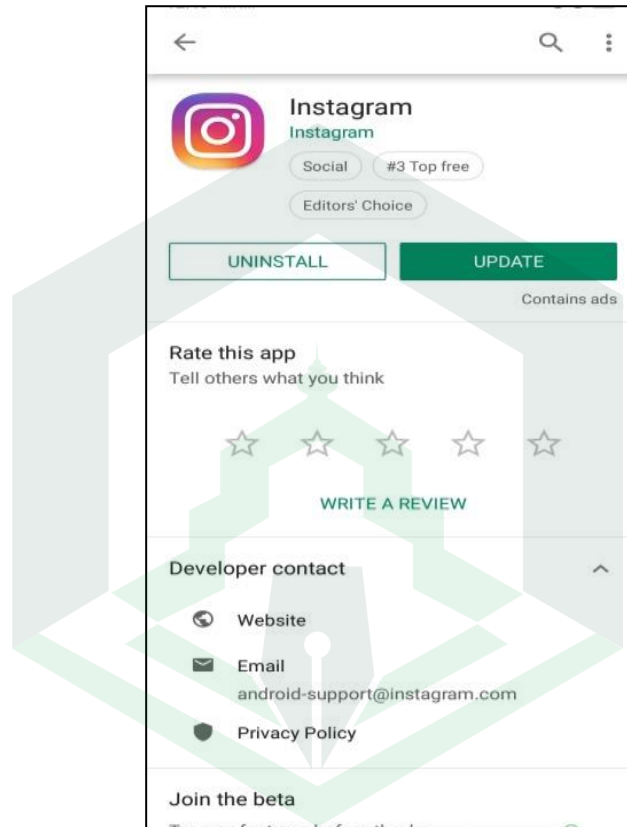 Instagram
Instagram
Social #3 Top free
Editors' Choice
UNINSTALL UPDATE
Contains ads
Rate this app
Tell others what you think
WRITE A REVIEW
Developer contact
Website
Email
android-support@instagram.com
Privacy Policy
Join the beta